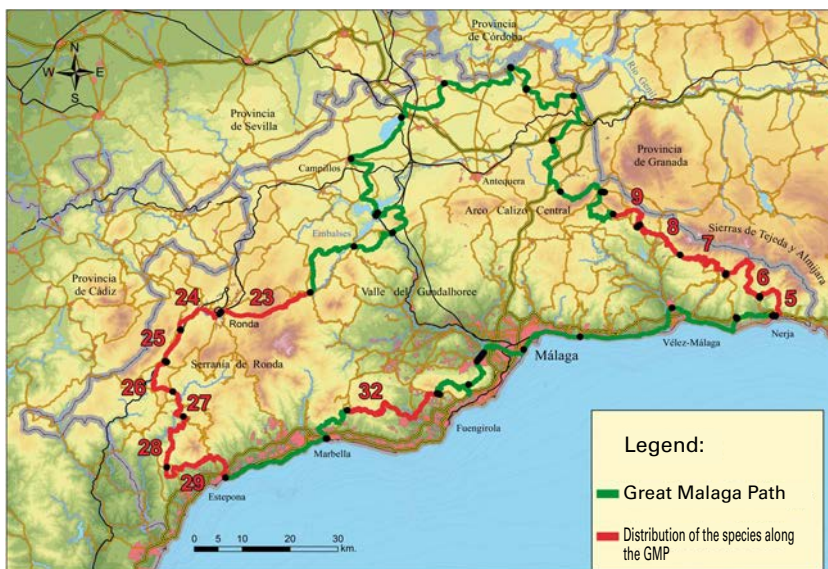 N
W E
S
Provincia
de Córdoba
Río Genil
Provincia
de Sevilla
Provincia
de Granada
Campillos
Antequera
Arco Calizo Central
9
8
7
6
5
Sierras de Tejeda y Almijara
Embalses
Provincia
de Cádiz
24
23
Ronda
Valle del Guadalhorce
Nerja
25
Serranía de Ronda
Málaga
Vélez-Málaga
26
27
32
Fuengirola
28
Marbella
29
Estepona
0 5 10 20 30
km.
Legend:
Great Malaga Path
Distribution of the species along
the GMP